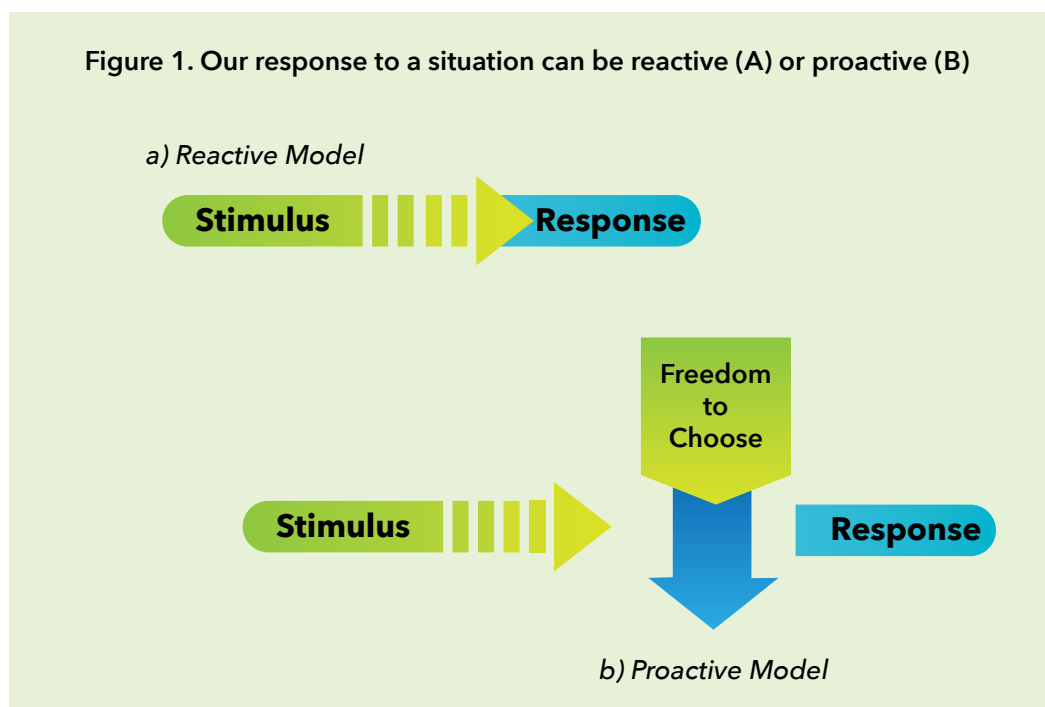 Figure 1. Our response to a situation can be reactive (A) or proactive (B)
a) Reactive Model
Stimulus
Response
Freedom
to
Choose
Stimulus
Response
b) Proactive Model